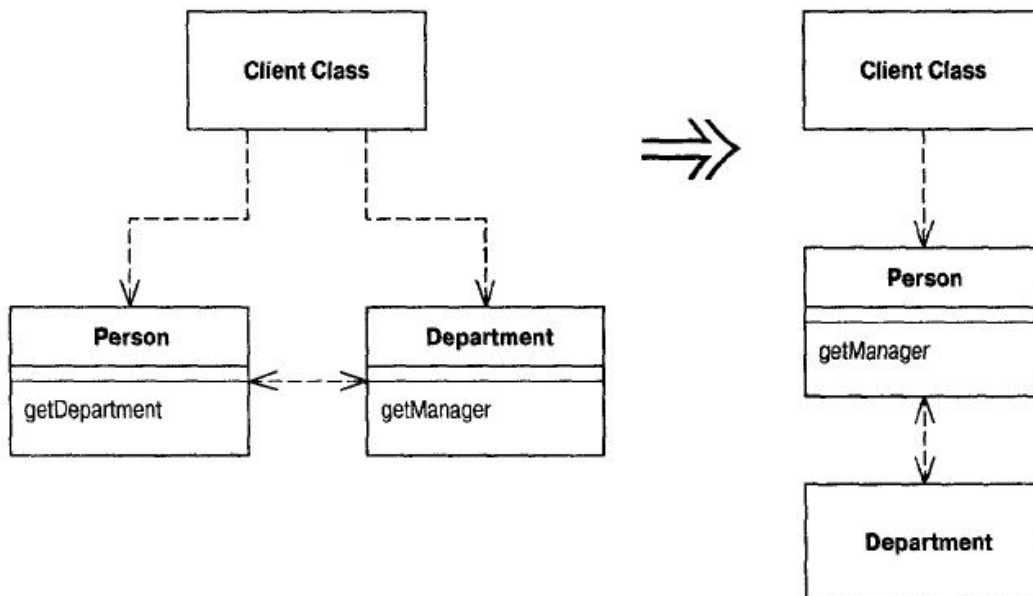 Client Class
Person
getDepartment
Department
getManager
Client Class
Person
getManager
Department